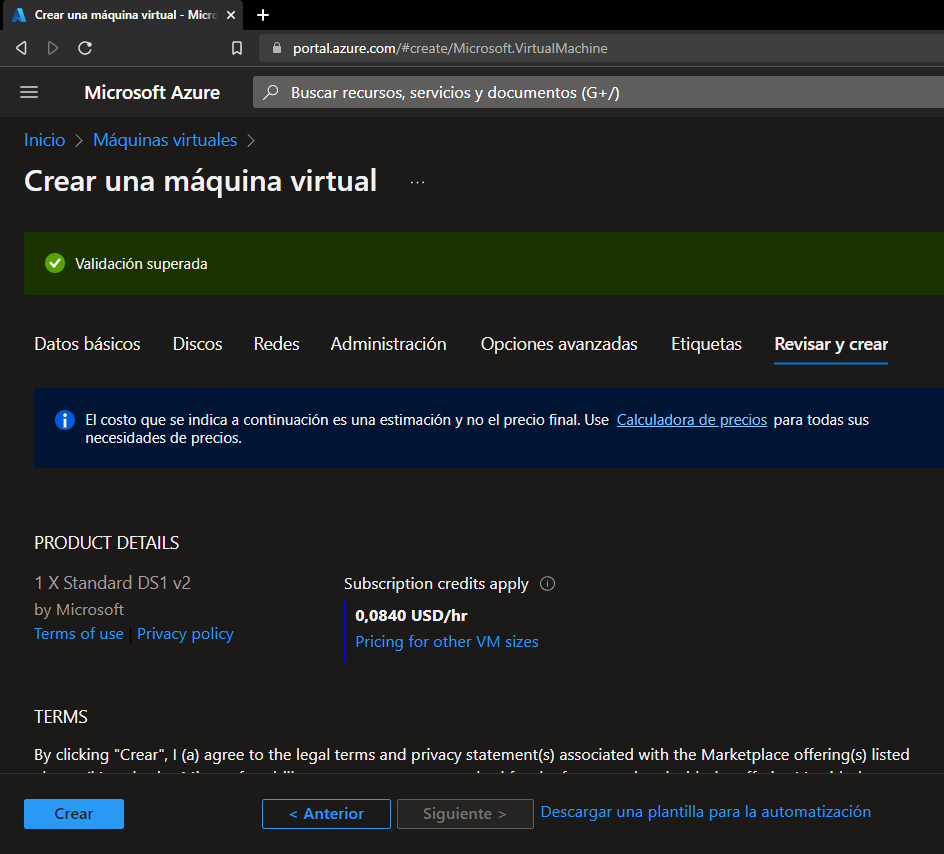 Crear una máquina virtual - Micro
portal.azure.com/#create/Microsoft.VirtualMachine
Microsoft Azure
Buscar recursos, servicios y documentos (G+/)
Inicio > Máquinas virtuales >
Crear una máquina virtual ...
Validación superada
Datos básicos Discos Redes Administración Opciones avanzadas Etiquetas Revisar y crear
El costo que se indica a continuación es una estimación y no el precio final. Use Calculadora de precios para todas sus
necesidades de precios.
PRODUCT DETAILS
1 X Standard DS1 v2
by Microsoft
Terms of use | Privacy policy
Subscription credits apply
0,0840 USD/hr
Pricing for other VM sizes
TERMS
By clicking "Crear", I (a) agree to the legal terms and privacy statement(s) associated with the Marketplace offering(s) listed
Crear
< Anterior
Siguiente >
Descargar una plantilla para la automatización